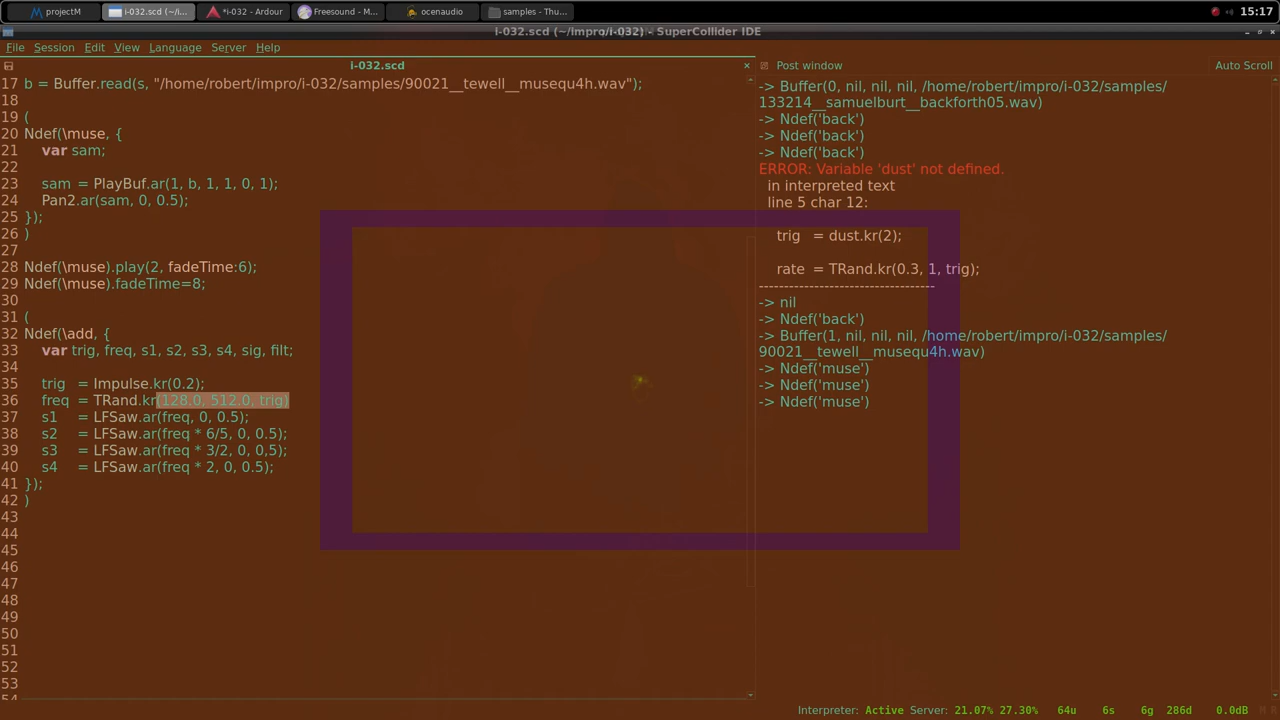 projectM
i-032.scd (~/i...
*i-032 - Ardour
Freesound - M...
ocenaudio
samples - Thu...
15:17
i-032.scd (~/impro/i-032) - SuperCollider IDE
File Session Edit View Language Server Help
i-032.scd
17 b = Buffer.read(s, "/home/robert/impro/i-032/samples/90021__tewell__musequ4h.wav");
18
19 (
20 Ndef(\muse, {
21 var sam;
22
23 sam = PlayBuf.ar(1, b, 1, 1, 0, 1);
24 Pan2.ar(sam, 0, 0.5);
25 });
26 )
27
28 Ndef(\muse).play(2, fadeTime:6);
29 Ndef(\muse).fadeTime=8;
30
31 (
32 Ndef(\add, {
33 var trig, freq, s1, s2, s3, s4, sig, filt;
34
35 trig = Impulse.kr(0.2);
36 freq = TRand.kr(128.0, 512.0, trig)
37 s1 = LFSaw.ar(freq, 0, 0.5);
38 s2 = LFSaw.ar(freq * 6/5, 0, 0.5);
39 s3 = LFSaw.ar(freq * 3/2, 0, 0,5);
40 s4 = LFSaw.ar(freq * 2, 0, 0.5);
41 });
42 )
43
44
45
46
47
48
49
50
51
52
53
54
Post window Auto Scroll
-> Buffer(0, nil, nil, nil, /home/robert/impro/i-032/samples/
133214__samuelburt__backforth05.wav)
-> Ndef('back')
-> Ndef('back')
-> Ndef('back')
ERROR: Variable 'dust' not defined.
in interpreted text
line 5 char 12:
trig = dust.kr(2);
rate = TRand.kr(0.3, 1, trig);
-----------------------------------
-> nil
-> Ndef('back')
-> Buffer(1, nil, nil, nil, /home/robert/impro/i-032/samples/
90021__tewell__musequ4h.wav)
-> Ndef('muse')
-> Ndef('muse')
-> Ndef('muse')
Interpreter: Active Server: 21.07% 27.30% 64u 6s 6g 286d 0.0dB